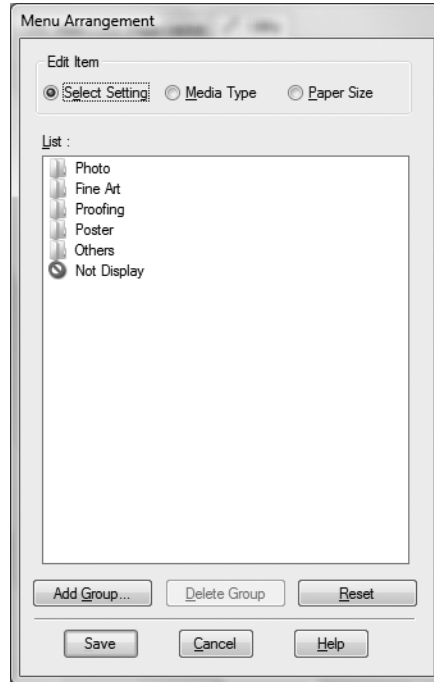 Menu Arrangement
Edit Item
Select Setting Media Type Paper Size
List :
Photo
Fine Art
Proofing
Poster
Others
Not Display
Add Group... Delete Group Reset
Save Cancel Help